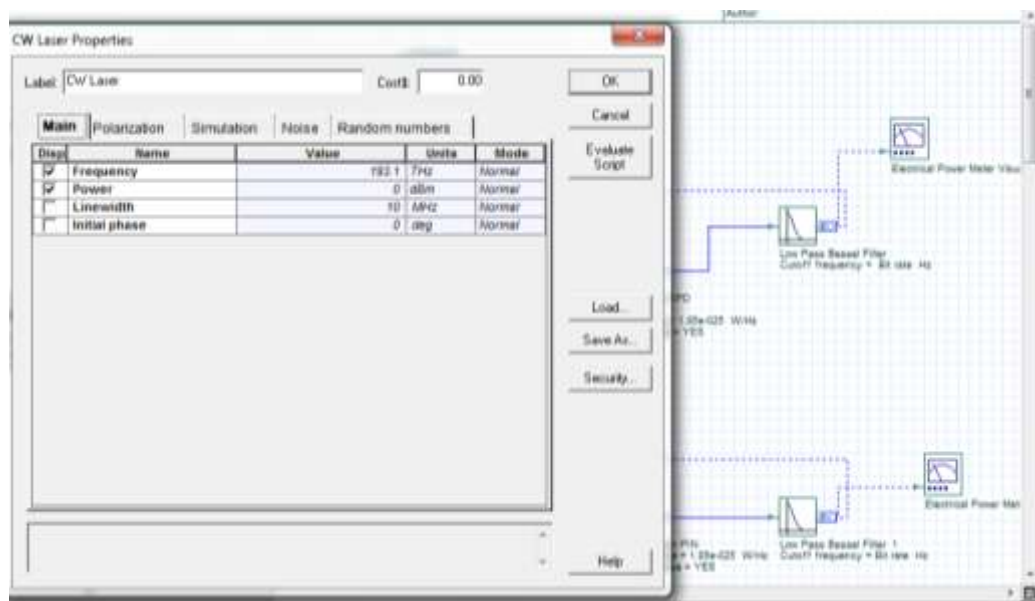 Author
CW Laser Properties
Label: CW Laser Cost$: 0.00
OK
Cancel
Evaluate Script
Main Polarization Simulation Noise Random numbers
Disp Name Value Units Mode
Frequency 193.1 THz Normal
Power 0 dBm Normal
Linewidth 10 MHz Normal
Initial phase 0 deg Normal
Load...
Save As...
Security...
Help
Electrical Power Meter Visu
Low Pass Bessel Filter
Cutoff frequency = Bit rate Hz
= YES
Electrical Power Met
PIN
Low Pass Bessel Filter 1
Cutoff frequency = Bit rate Hz
= YES